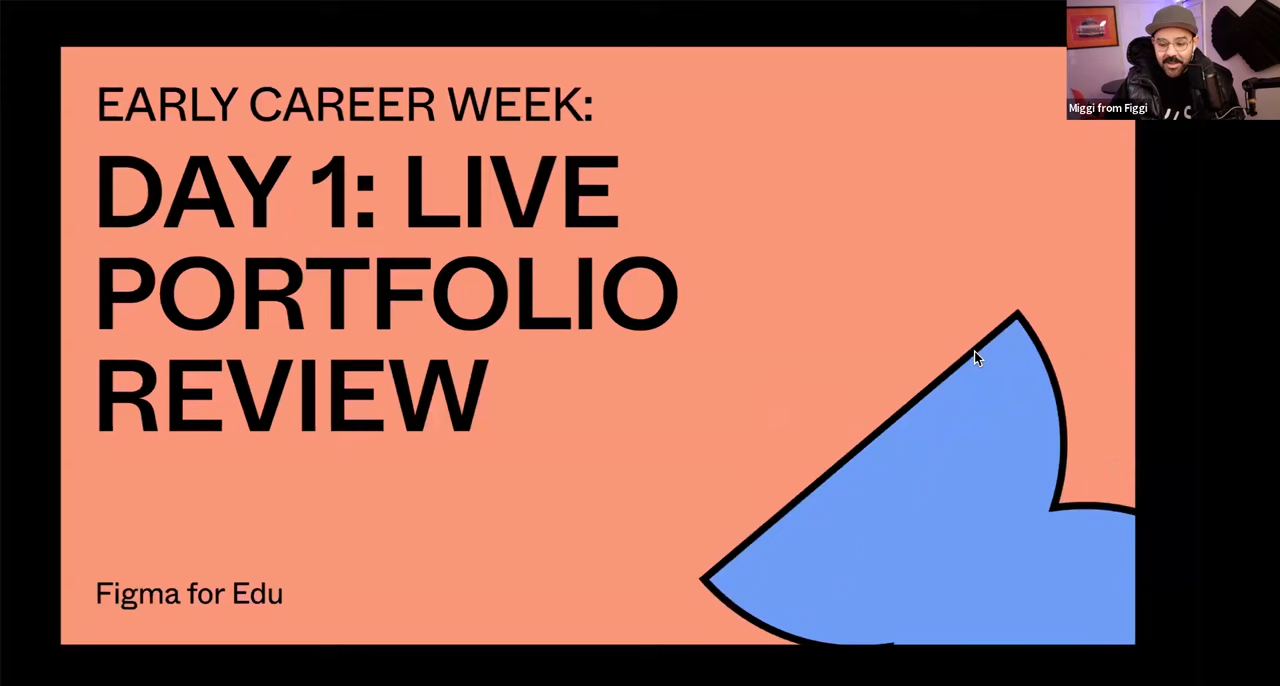 EARLY CAREER WEEK:
DAY 1: LIVE
PORTFOLIO
REVIEW
Figma for Edu
Miggi from Figgi